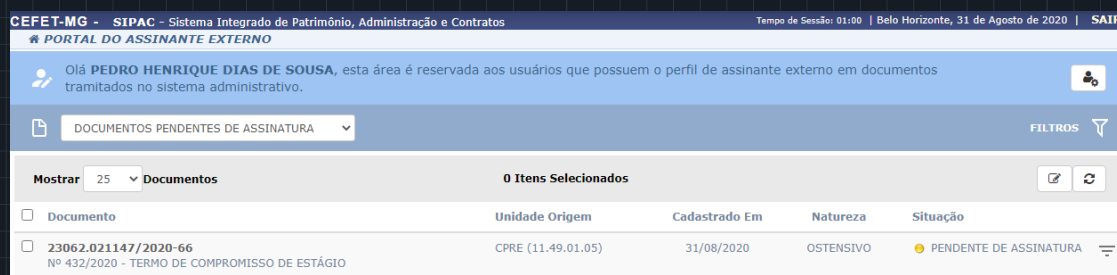 CEFET-MG - SIPAC - Sistema Integrado de Patrimônio, Administração e Contratos Tempo de Sessão: 01:00 | Belo Horizonte, 31 de Agosto de 2020 | SAIR
PORTAL DO ASSINANTE EXTERNO
Olá PEDRO HENRIQUE DIAS DE SOUSA, esta área é reservada aos usuários que possuem o perfil de assinante externo em documentos
tramitados no sistema administrativo.
DOCUMENTOS PENDENTES DE ASSINATURA FILTROS
Mostrar 25 Documentos 0 Itens Selecionados
Documento Unidade Origem Cadastrado Em Natureza Situação
23062.021147/2020-66 CPRE (11.49.01.05) 31/08/2020 OSTENSIVO PENDENTE DE ASSINATURA
Nº 432/2020 - TERMO DE COMPROMISSO DE ESTÁGIO